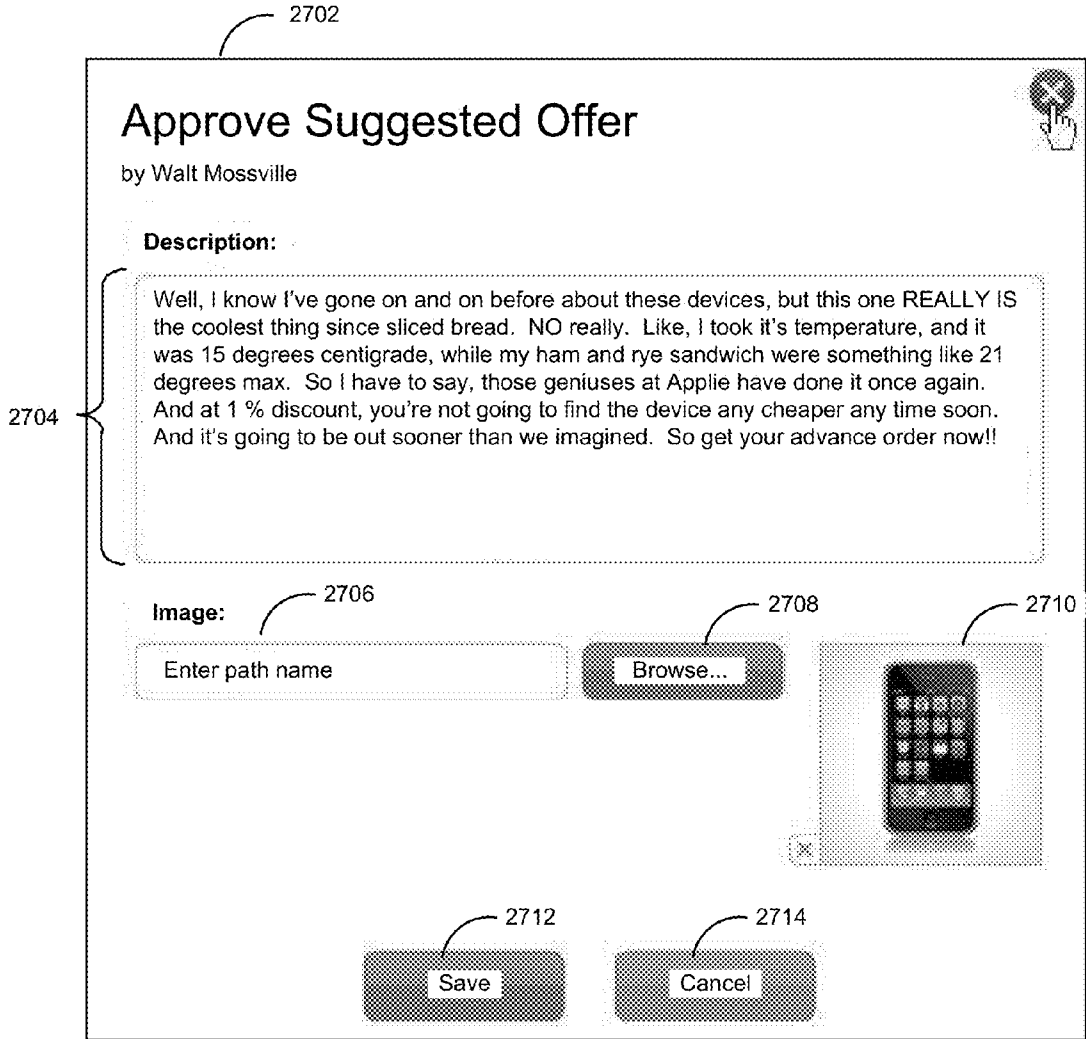 2702
Approve Suggested Offer
by Walt Mossville
Description:
Well, I know I've gone on and on before about these devices, but this one REALLY IS
the coolest thing since sliced bread. NO really. Like, I took it's temperature, and it
was 15 degrees centigrade, while my ham and rye sandwich were something like 21
degrees max. So I have to say, those geniuses at Applie have done it once again.
And at 1 % discount, you're not going to find the device any cheaper any time soon.
And it's going to be out sooner than we imagined. So get your advance order now!!
2704
Image:
2706
2708
2710
Enter path name
Browse...
2712
2714
Save
Cancel